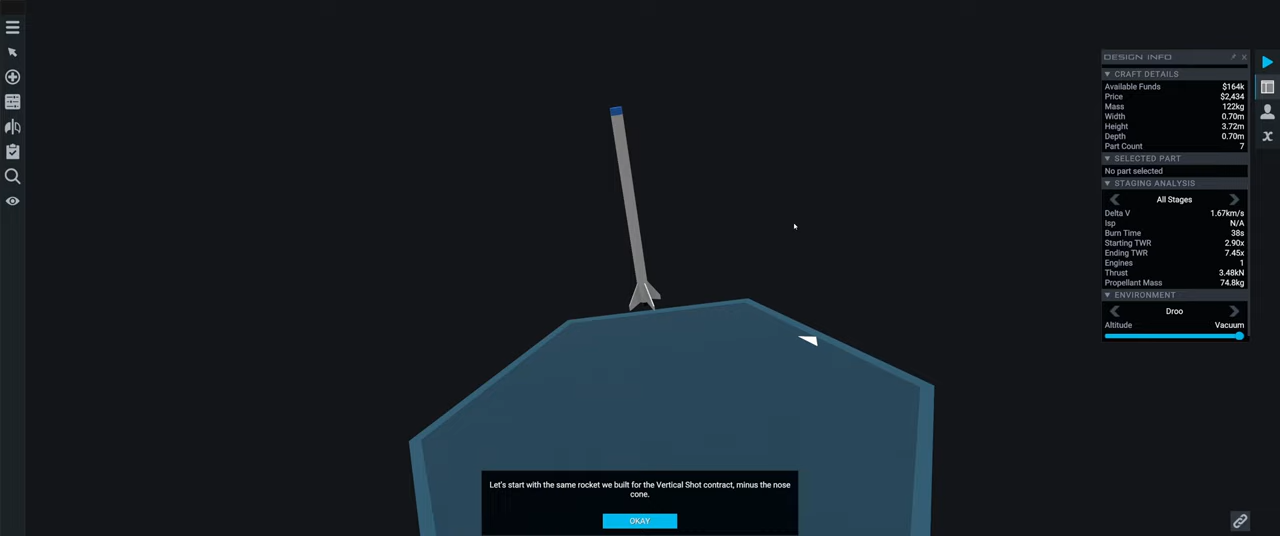 DESIGN INFO
CRAFT DETAILS
Available Funds $164k
Price $2,434
Mass 122kg
Width 0.70m
Height 3.72m
Depth 0.70m
Part Count 7
SELECTED PART
No part selected
STAGING ANALYSIS
All Stages
Delta V 1.67km/s
Isp N/A
Burn Time 38s
Starting TWR 2.90x
Ending TWR 7.45x
Engines 1
Thrust 3.48kN
Propellant Mass 74.8kg
ENVIRONMENT
Droo
Altitude Vacuum
Let's start with the same rocket we built for the Vertical Shot contract, minus the nose
cone.
OKAY